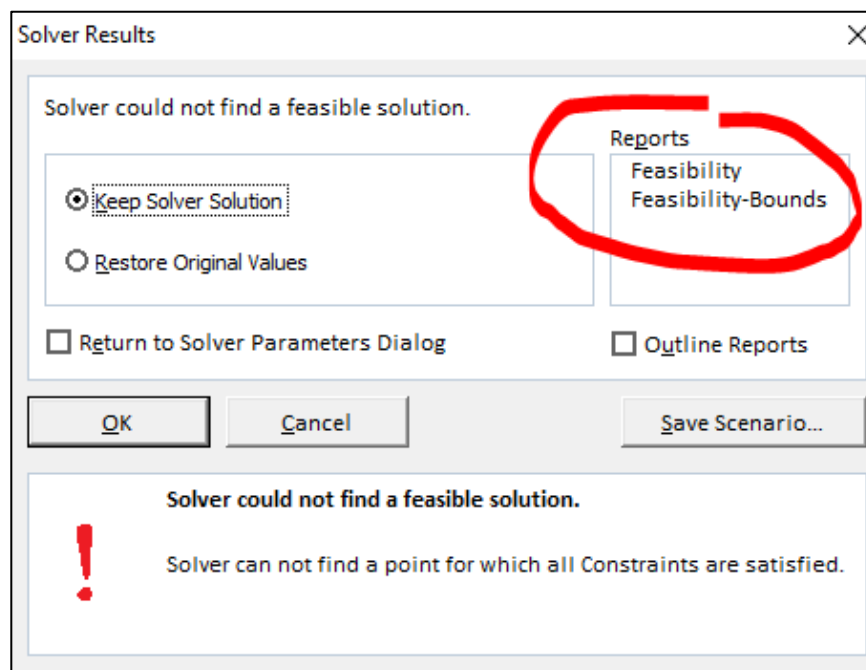 Solver Results
Solver could not find a feasible solution.
Reports
Feasibility
Feasibility-Bounds
Keep Solver Solution
Restore Original Values
Return to Solver Parameters Dialog
Outline Reports
OK
Cancel
Save Scenario...
Solver could not find a feasible solution.
Solver can not find a point for which all Constraints are satisfied.